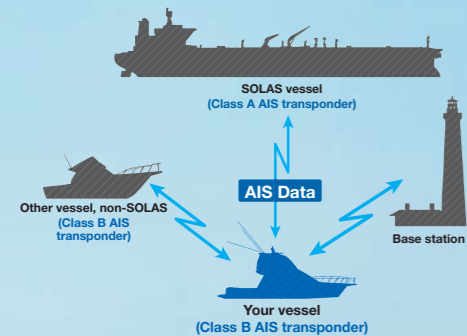 SOLAS vessel
(Class A AIS transponder)
AIS Data
Other vessel, non-SOLAS
(Class B AIS
transponder)
Base station
Your vessel
(Class B AIS transponder)